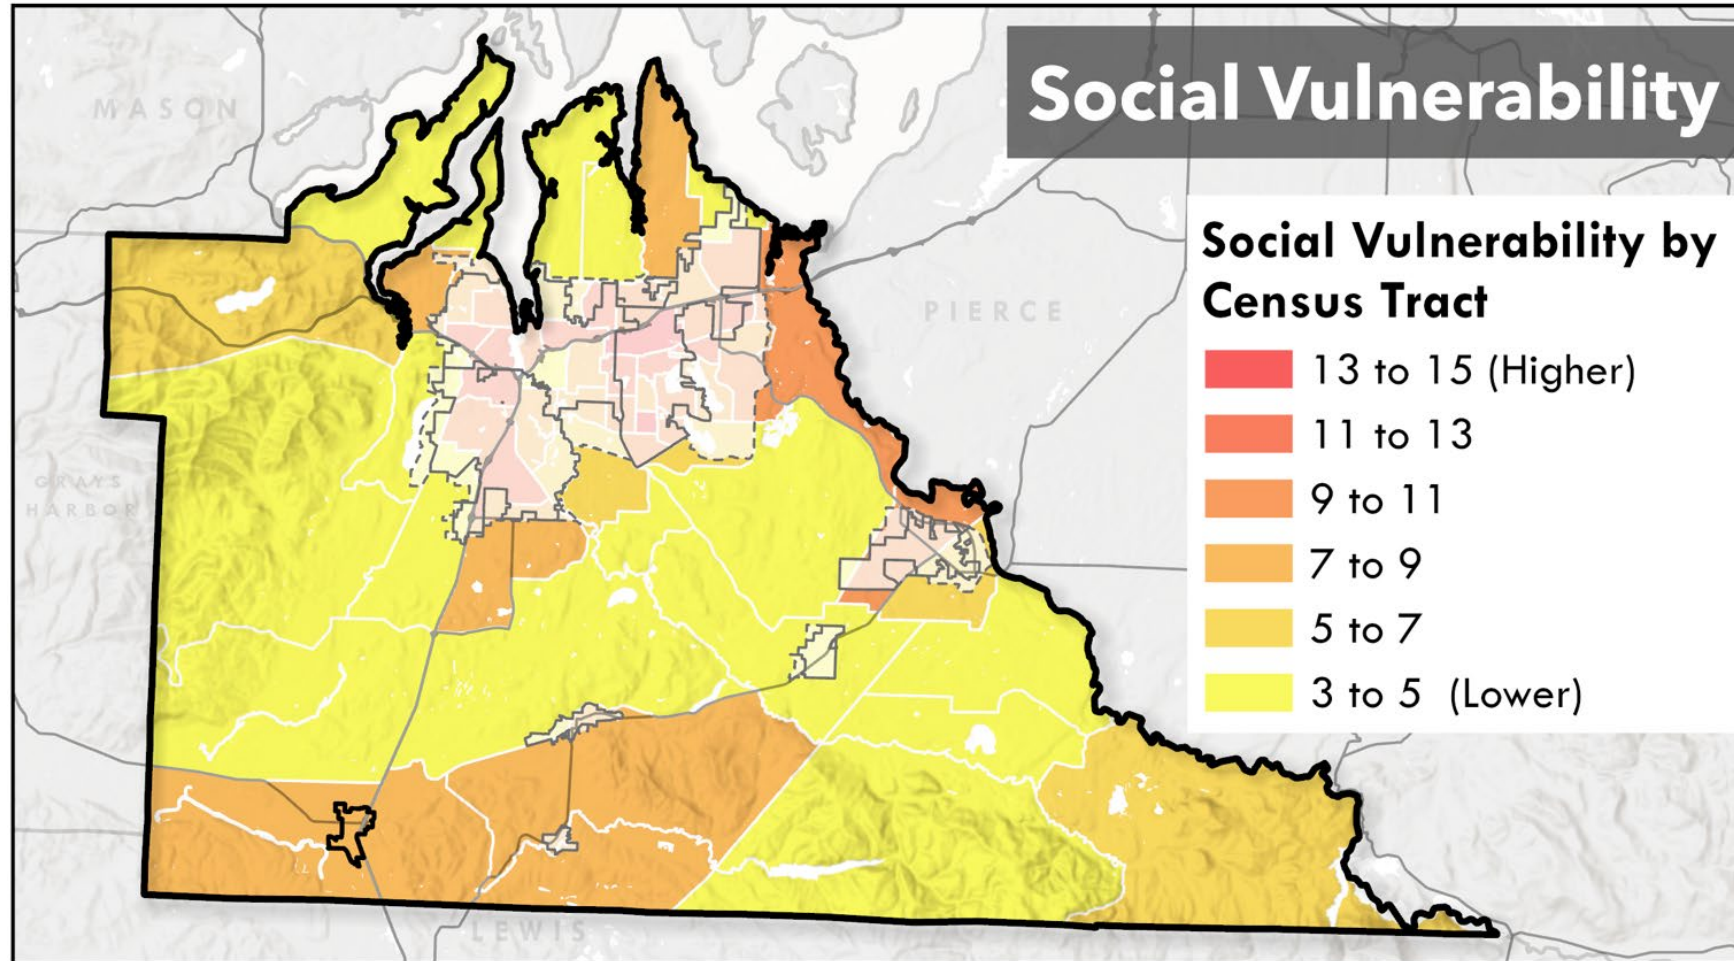 Social Vulnerability
MASON
Social Vulnerability by
Census Tract
PIERCE
13 to 15 (Higher)
11 to 13
GRAYS
HARBOR
9 to 11
7 to 9
5 to 7
3 to 5 (Lower)
LEWIS